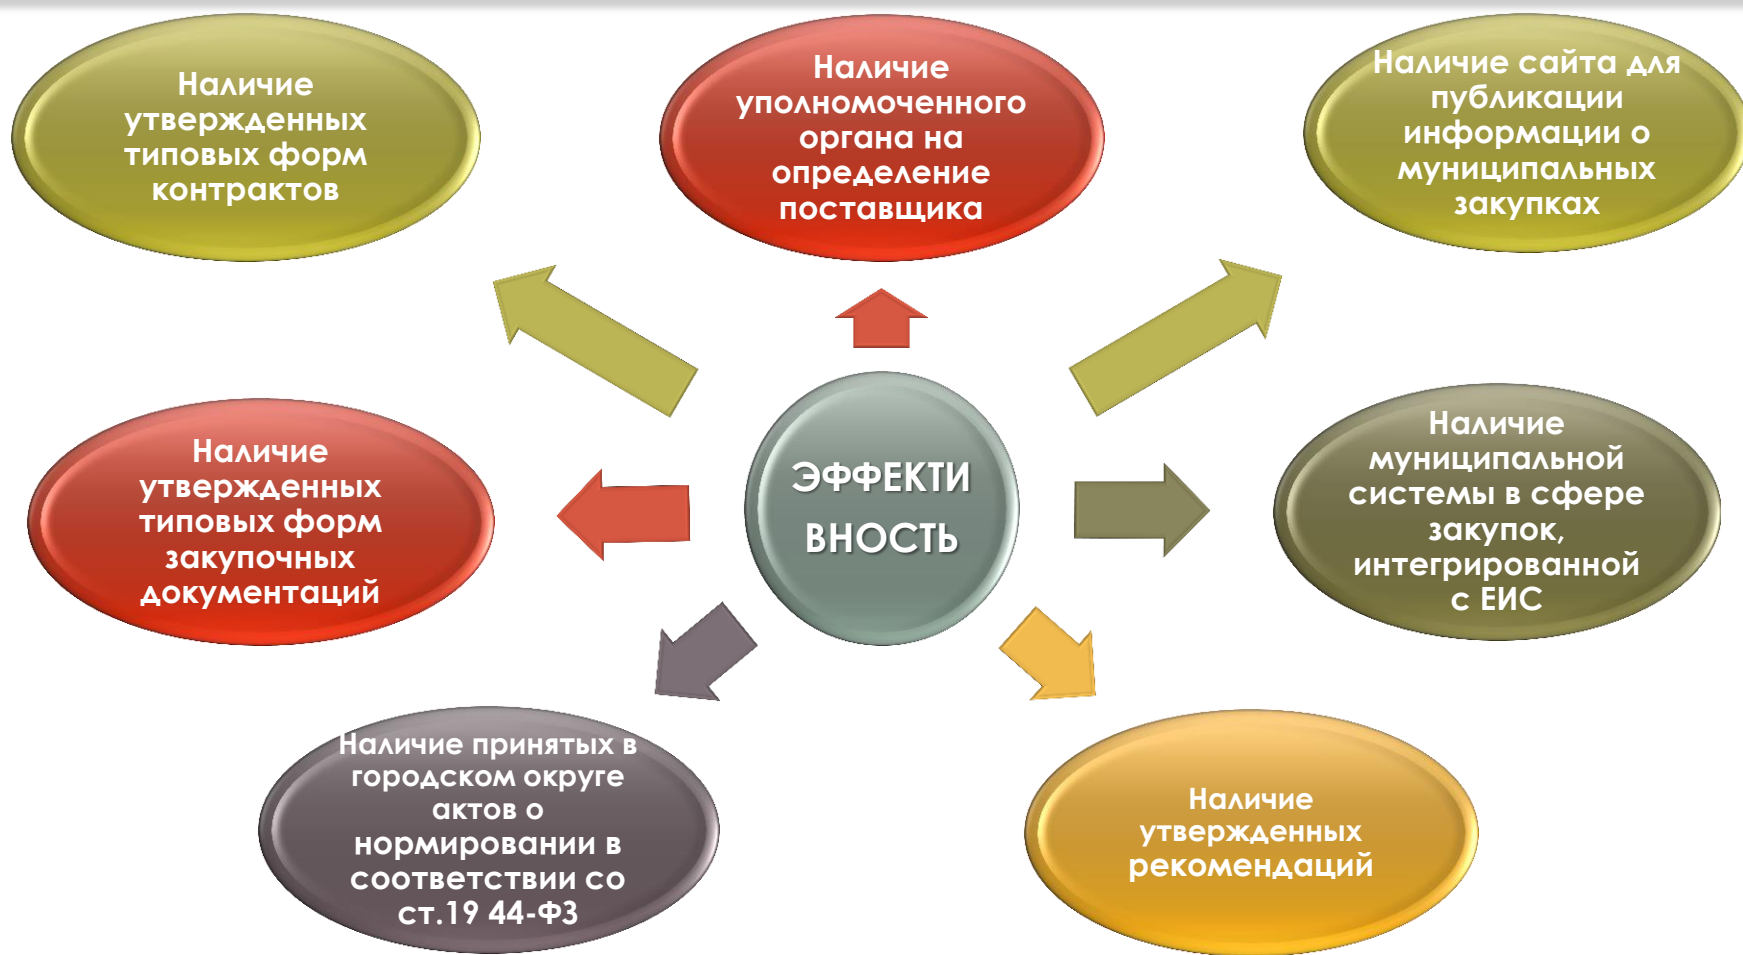 Наличие
утвержденных
типовых форм
контрактов
Наличие
уполномоченного
органа на
определение
поставщика
Наличие сайта для
публикации
информации о
муниципальных
закупках
Наличие
утвержденных
типовых форм
закупочных
документаций
ЭФФЕКТИ
ВНОСТЬ
Наличие
муниципальной
системы в сфере
закупок,
интегрированной
с ЕИС
Наличие принятых в
городском округе
актов о
нормировании в
соответствии со
ст.19 44-ФЗ
Наличие
утвержденных
рекомендаций